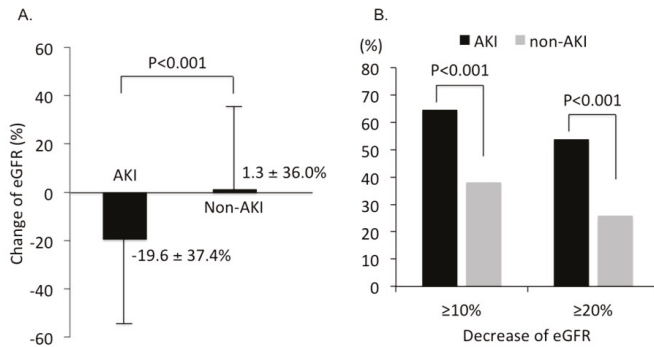 A.
60
40
20
0
-20
-40
-60
Change of eGFR (%)
P<0.001
AKI
1.3 ± 36.0%
Non-AKI
-19.6 ± 37.4%
B.
(%)
AKI non-AKI
80
70
60
50
40
30
20
10
0
P<0.001
P<0.001
≥10% ≥20%
Decrease of eGFR